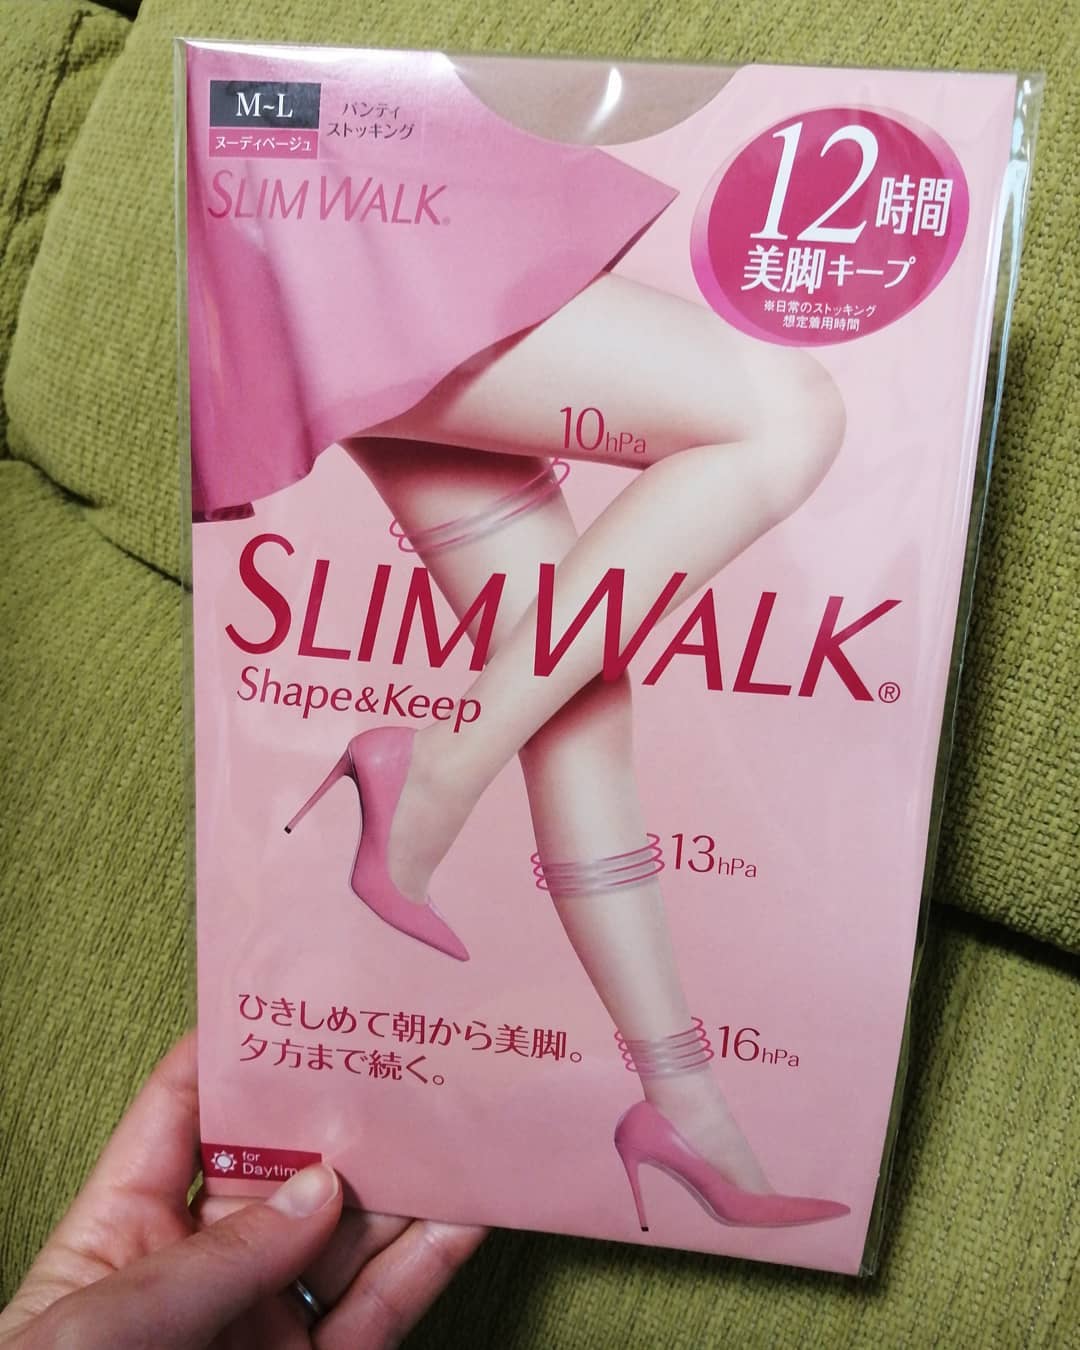 M~L
ヌーディベージュ
パンティ
ストッキング
SLIM WALK®
12時間
美脚キープ
※日常のストッキング
想定着用時間
10hPa
SLIM WALK®
Shape&Keep
13hPa
16hPa
ひきしめて朝から美脚。
夕方まで続く。
for
Daytim